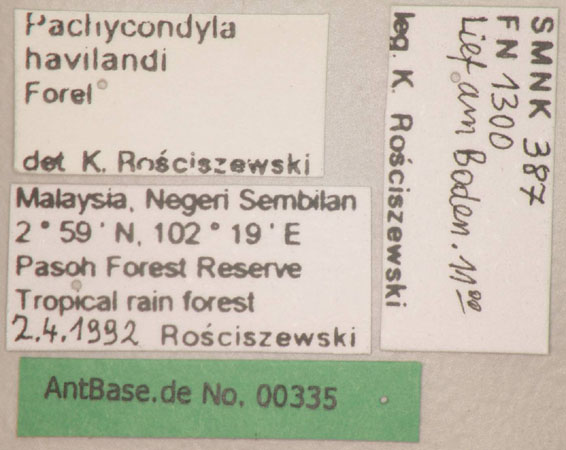 Pachycondyla
havilandi
Forel
det K. Rościszewski
Malaysia, Negeri Sembilan
2° 59' N, 102° 19' E
Pasoh Forest Reserve
Tropical rain forest
2.4.1992 Rościszewski
SMNK 387
FN 1300
Lief am Boden. 11⁰⁰
leg. K. Rościszewski
AntBase.de No. 00335